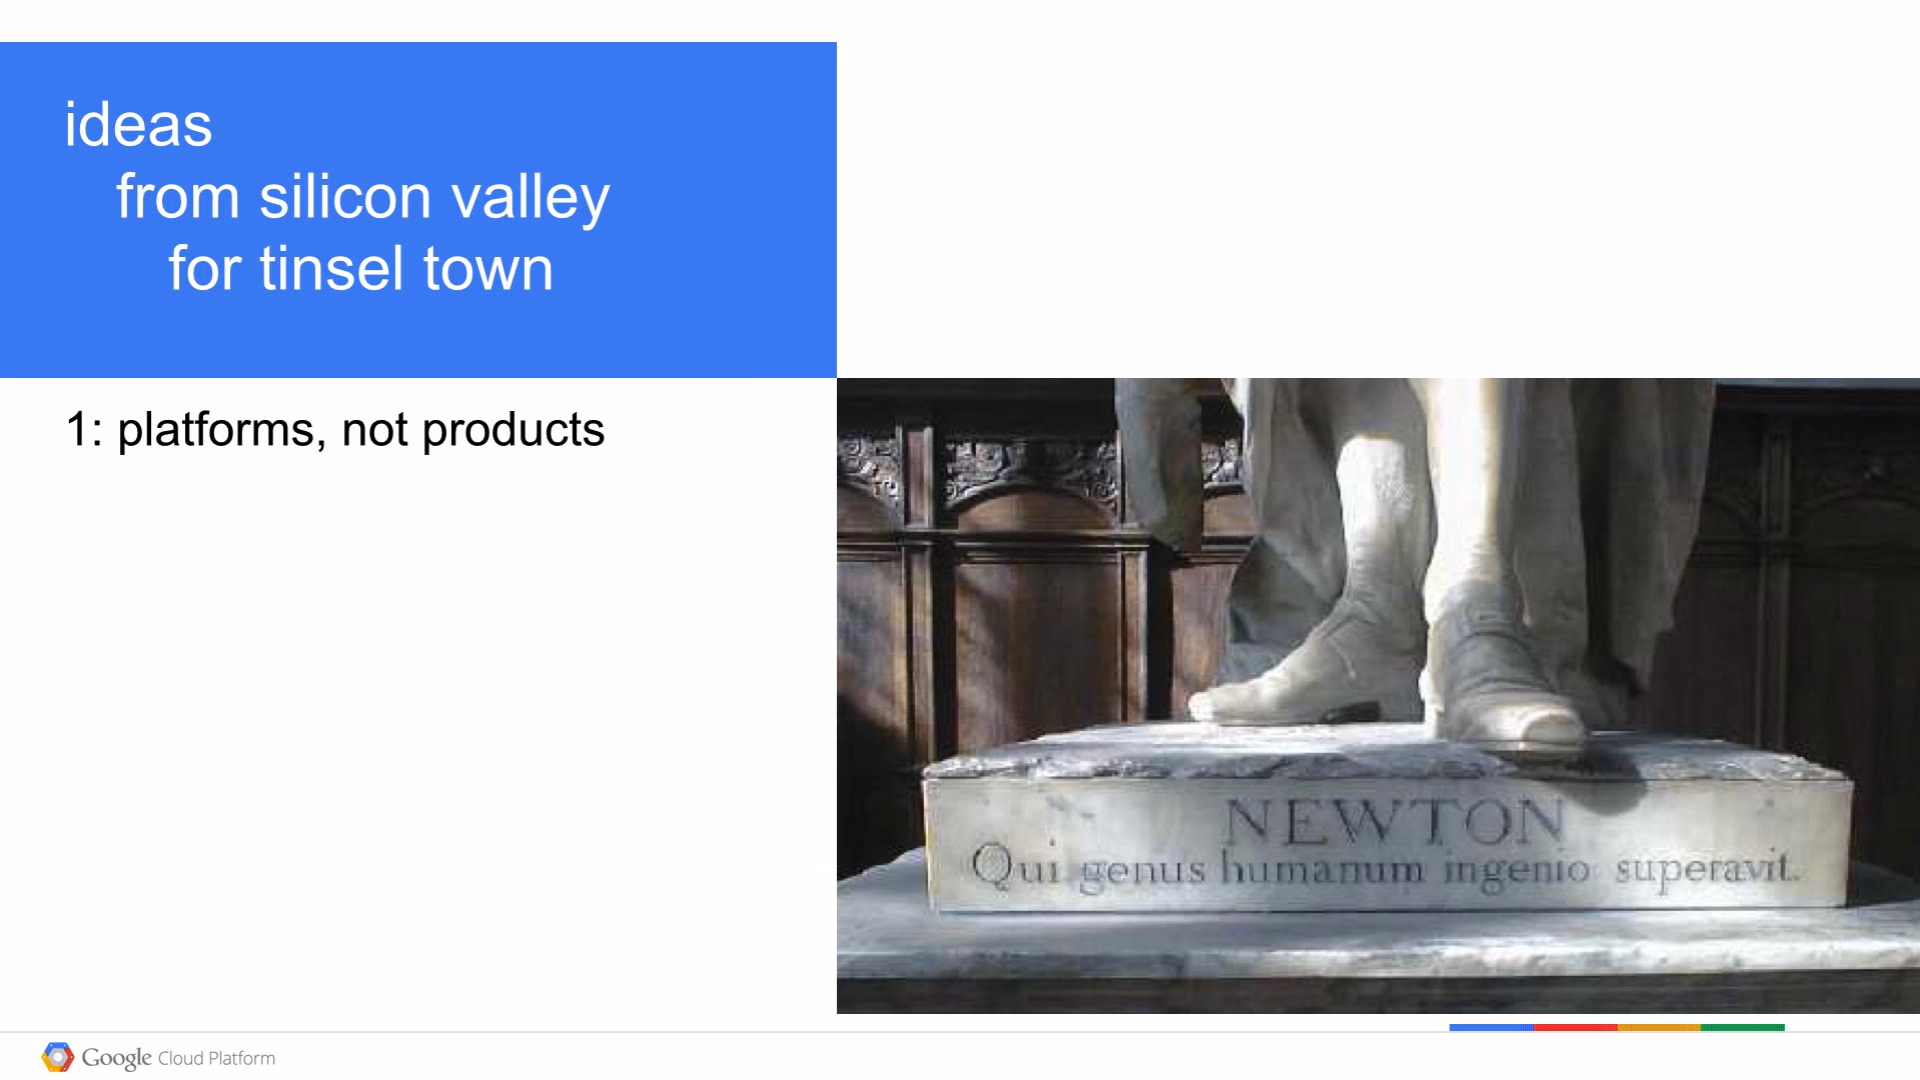 ideas
from silicon valley
for tinsel town
1: platforms, not products
NEWTON
Qui genus humanum ingenio superavit.
Google Cloud Platform